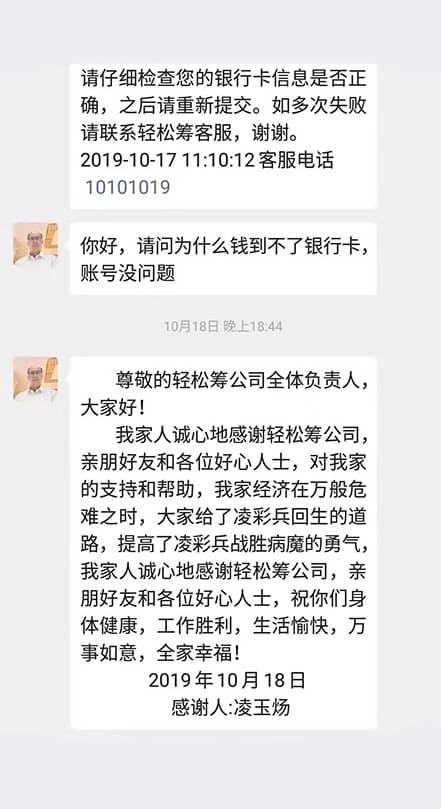 请仔细检查您的银行卡信息是否正
确，之后请重新提交。如多次失败
请联系轻松筹客服，谢谢。
2019-10-17 11:10:12 客服电话
10101019
你好，请问为什么钱到不了银行卡，
账号没问题
10月18日 晚上18:44
尊敬的轻松筹公司全体负责人，
大家好！
我家人诚心地感谢轻松筹公司，
亲朋好友和各位好心人士，对我家
的支持和帮助，我家经济在万般危
难之时，大家给了凌彩兵回生的道
路，提高了凌彩兵战胜病魔的勇气，
我家人诚心地感谢轻松筹公司，亲
朋好友和各位好心人士，祝你们身
体健康，工作胜利，生活愉快，万
事如意，全家幸福！
2019年10月18日
感谢人:凌玉炀